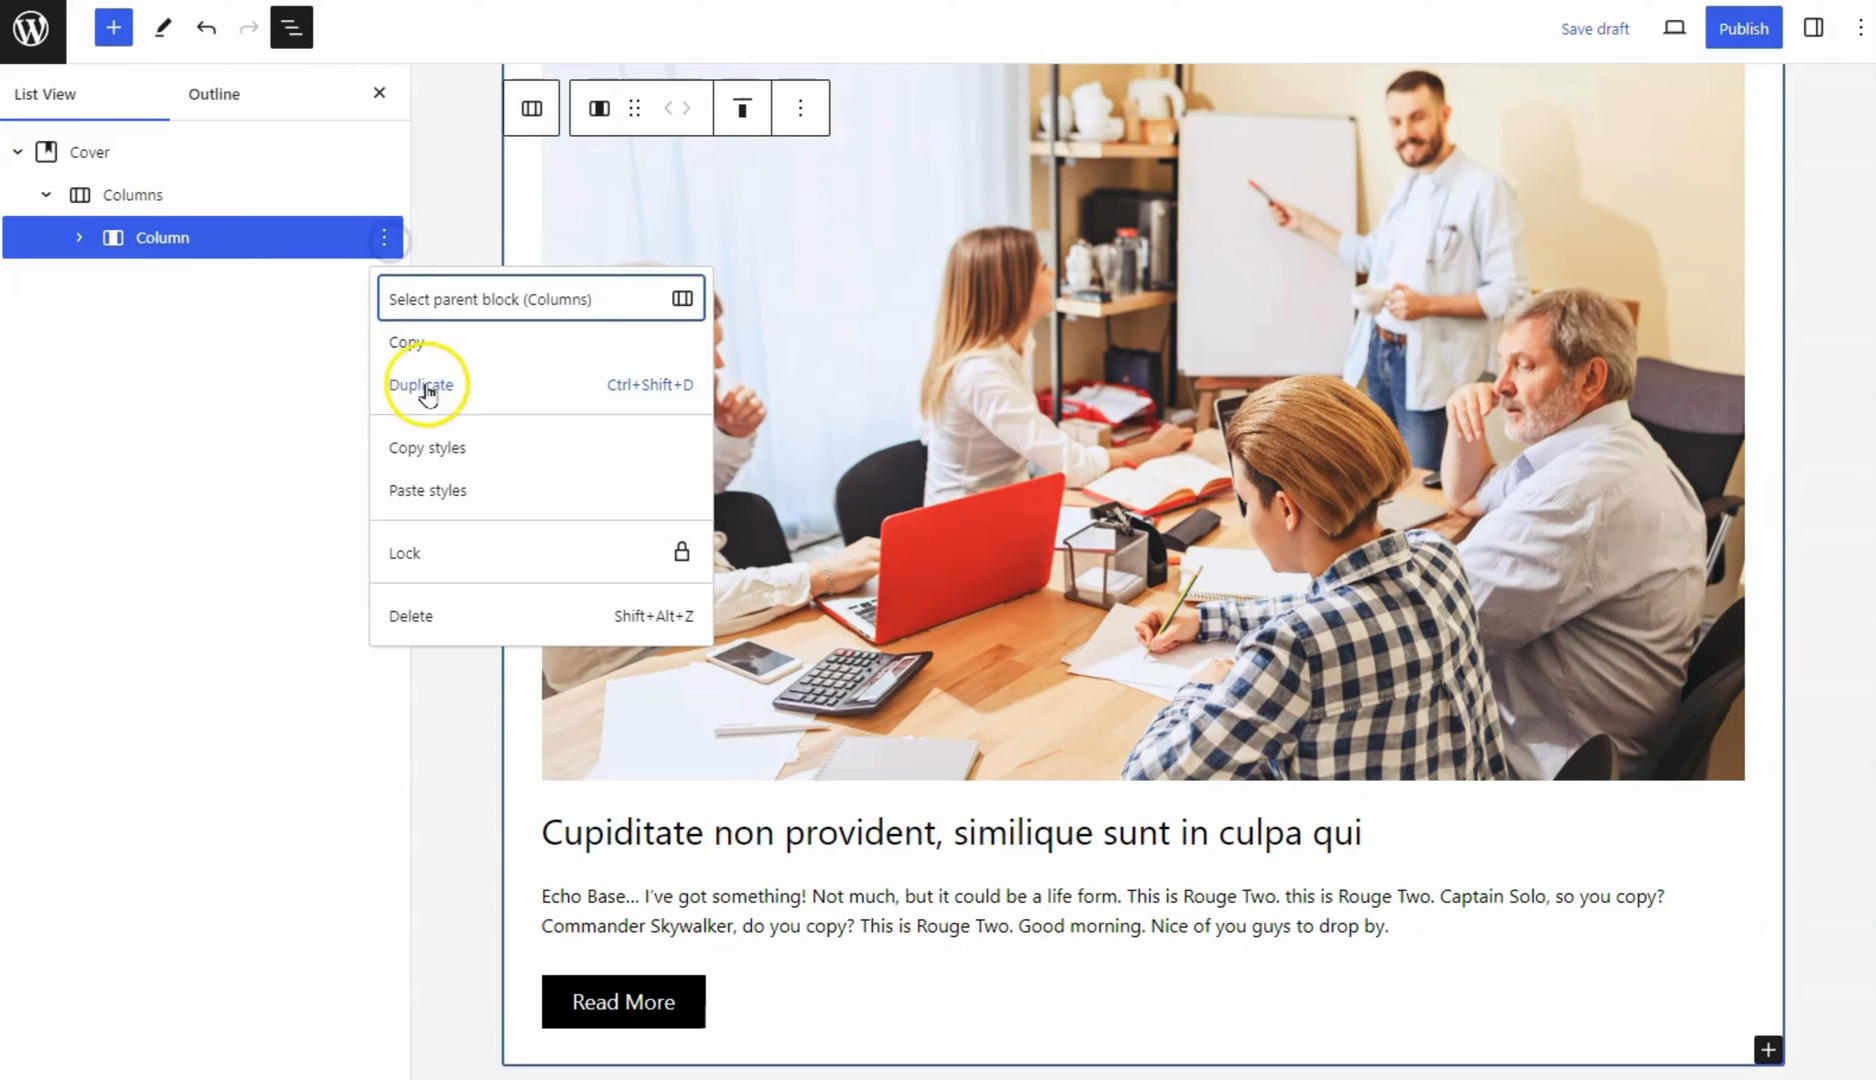 Save draft
Publish
List View
Outline
Cover
Columns
Column
Select parent block (Columns)
Copy
Duplicate Ctrl+Shift+D
Copy styles
Paste styles
Lock
Delete Shift+Alt+Z
Cupiditate non provident, similique sunt in culpa qui
Echo Base... I've got something! Not much, but it could be a life form. This is Rouge Two. this is Rouge Two. Captain Solo, so you copy?
Commander Skywalker, do you copy? This is Rouge Two. Good morning. Nice of you guys to drop by.
Read More